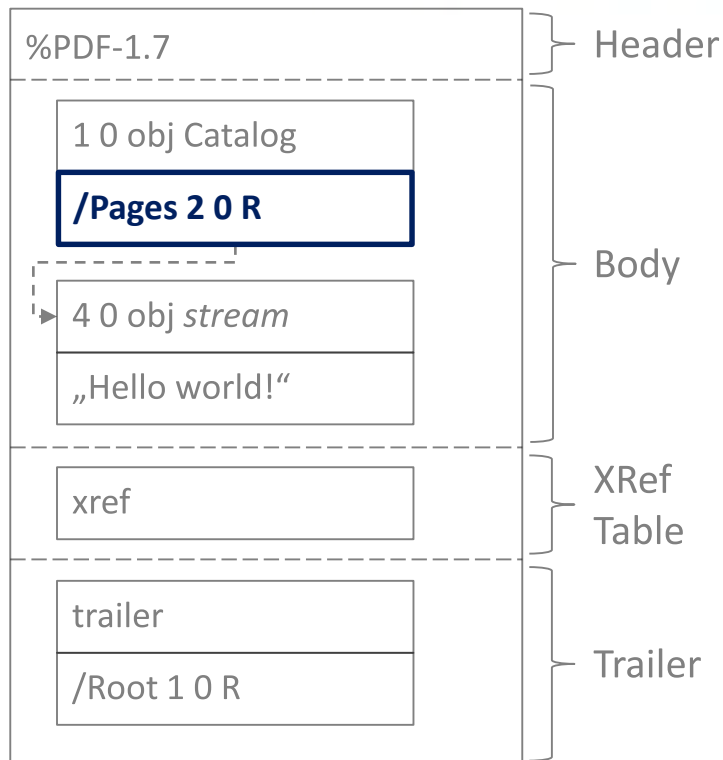 %PDF-1.7
Header
1 0 obj Catalog
/Pages 2 0 R
Body
4 0 obj stream
„Hello world!“
xref
XRef
Table
trailer
/Root 1 0 R
Trailer